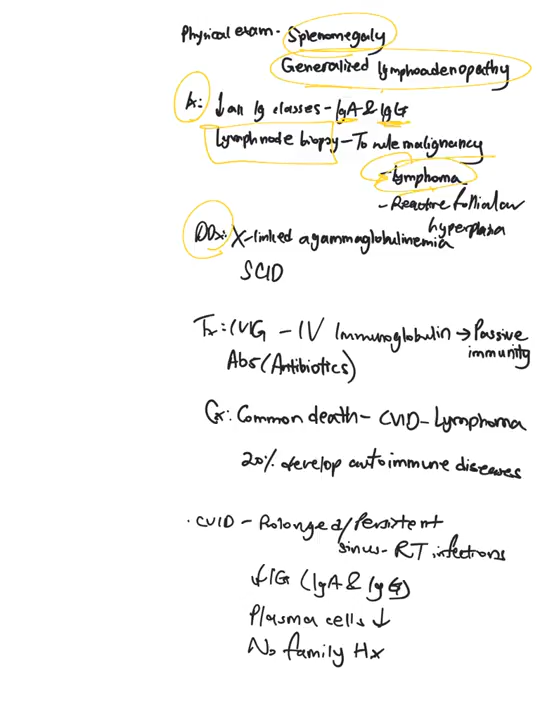 Physical exam - Splenomegaly
Generalized lymphoadenopathy
Ix: ↓ all Ig classes - IgA & IgG
Lymph node biopsy - To rule malignancy
- Lymphoma
- Reactive follicular
hyperplasia
DDx: X-linked agammaglobulinemia
SCID
Tx: IVIG - IV Immunoglobulin → Passive
immunity
Abs (Antibiotics)
Cx: Common death - CVID - Lymphoma
20% develop autoimmune diseases
. CVID - Prolonged/Persistent
sinus - RT infections
↓IG (IgA & IgG)
Plasma cells ↓
No family Hx